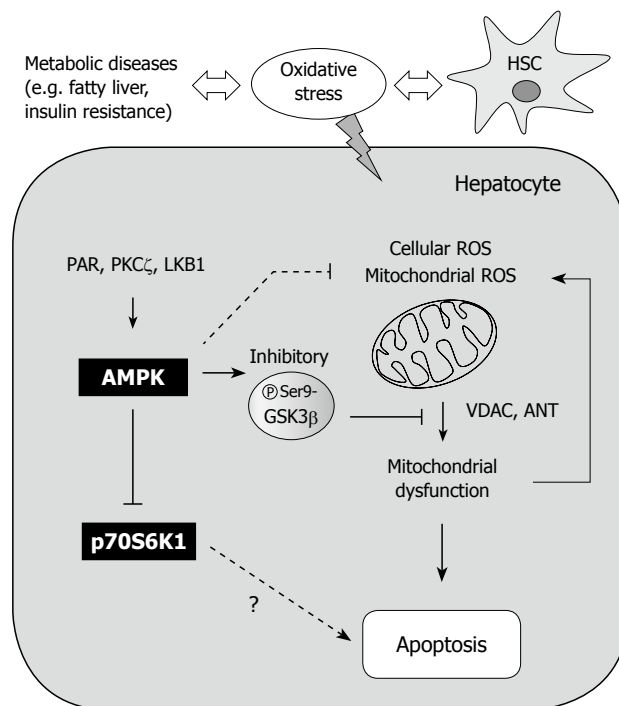 Metabolic diseases
(e.g. fatty liver,
insulin resistance)
Oxidative
stress
HSC
Hepatocyte
PAR, PKCζ, LKB1
Cellular ROS
Mitochondrial ROS
AMPK
Inhibitory
Ⓟ Ser9-
GSK3β
VDAC, ANT
Mitochondrial
dysfunction
p70S6K1
?
Apoptosis